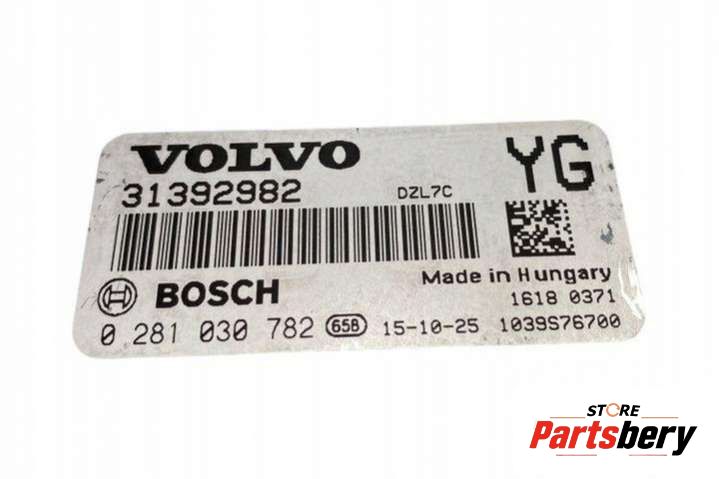 VOLVO
YG
31392982
DZL7C
Made in Hungary
BOSCH
1618 0371
0 281 030 782 658 15-10-25 1039S76700
STORE
Partsbery